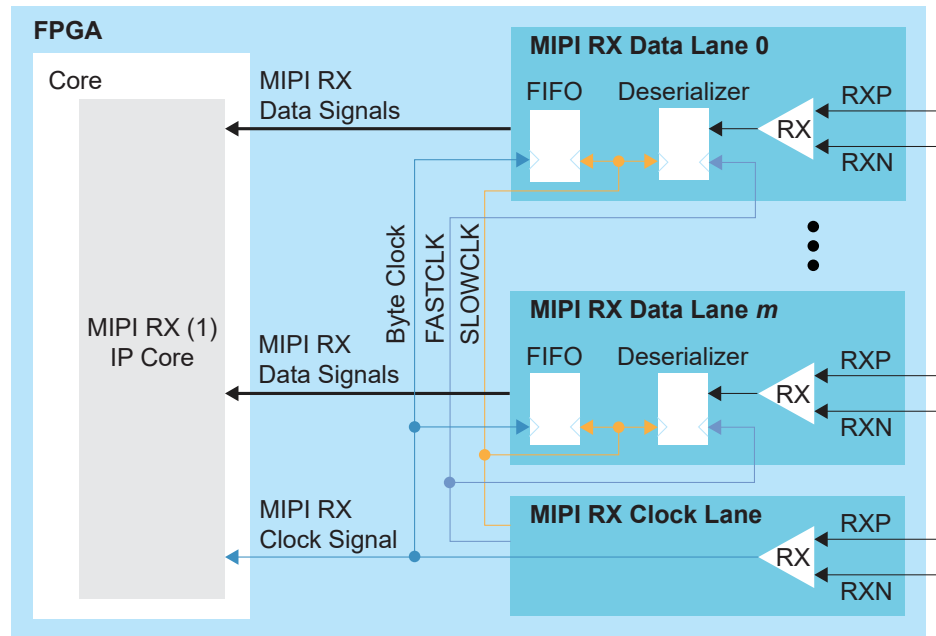 FPGA
Core
MIPI RX (1)
IP Core
MIPI RX
Data Signals
MIPI RX Data Lane 0
FIFO
Deserializer
RX
RXP
RXN
Byte Clock
FASTCLK
SLOWCLK
MIPI RX
Data Signals
MIPI RX Data Lane m
FIFO
Deserializer
RX
RXP
RXN
MIPI RX
Clock Signal
MIPI RX Clock Lane
RX
RXP
RXN